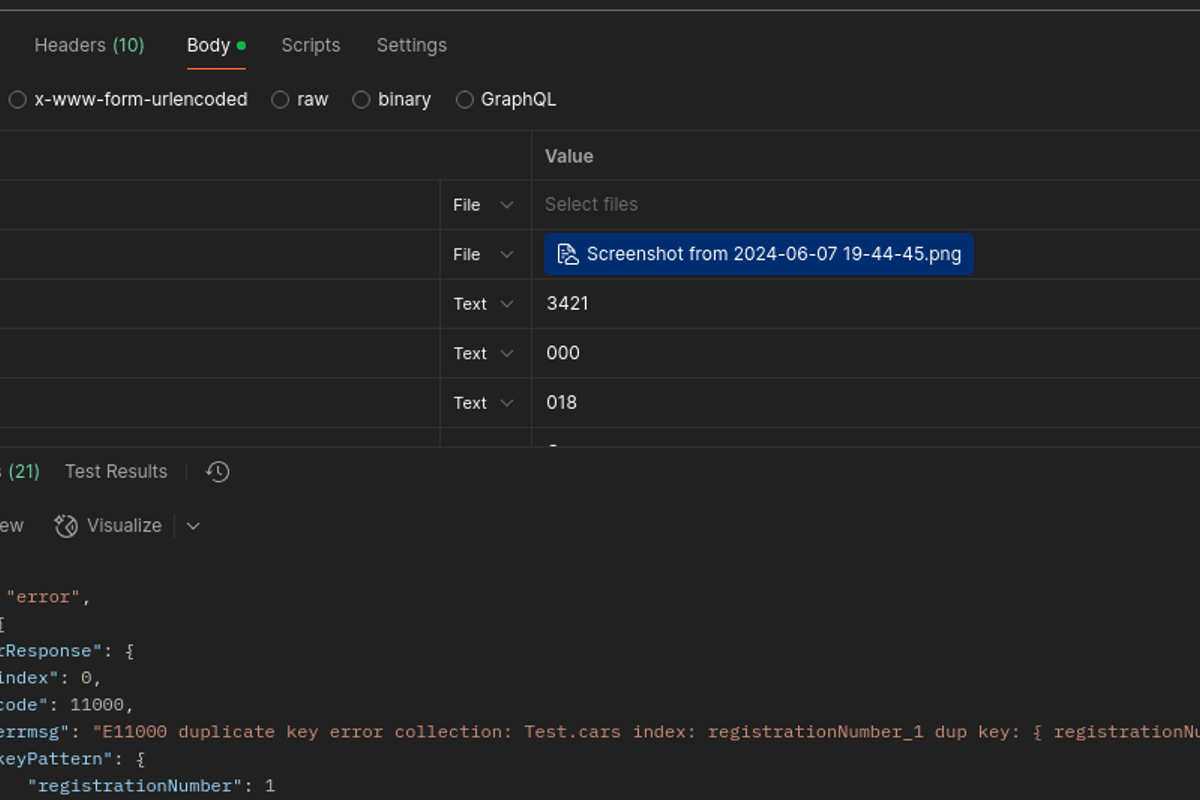 Headers (10) Body Scripts Settings
x-www-form-urlencoded raw binary GraphQL
Value
File Select files
File Screenshot from 2024-06-07 19-44-45.png
Text 3421
Text 000
Text 018
(21) Test Results
ew Visualize
"error",
{
rResponse": {
index": 0,
code": 11000,
errmsg": "E11000 duplicate key error collection: Test.cars index: registrationNumber_1 dup key: { registrationNu
keyPattern": {
"registrationNumber": 1